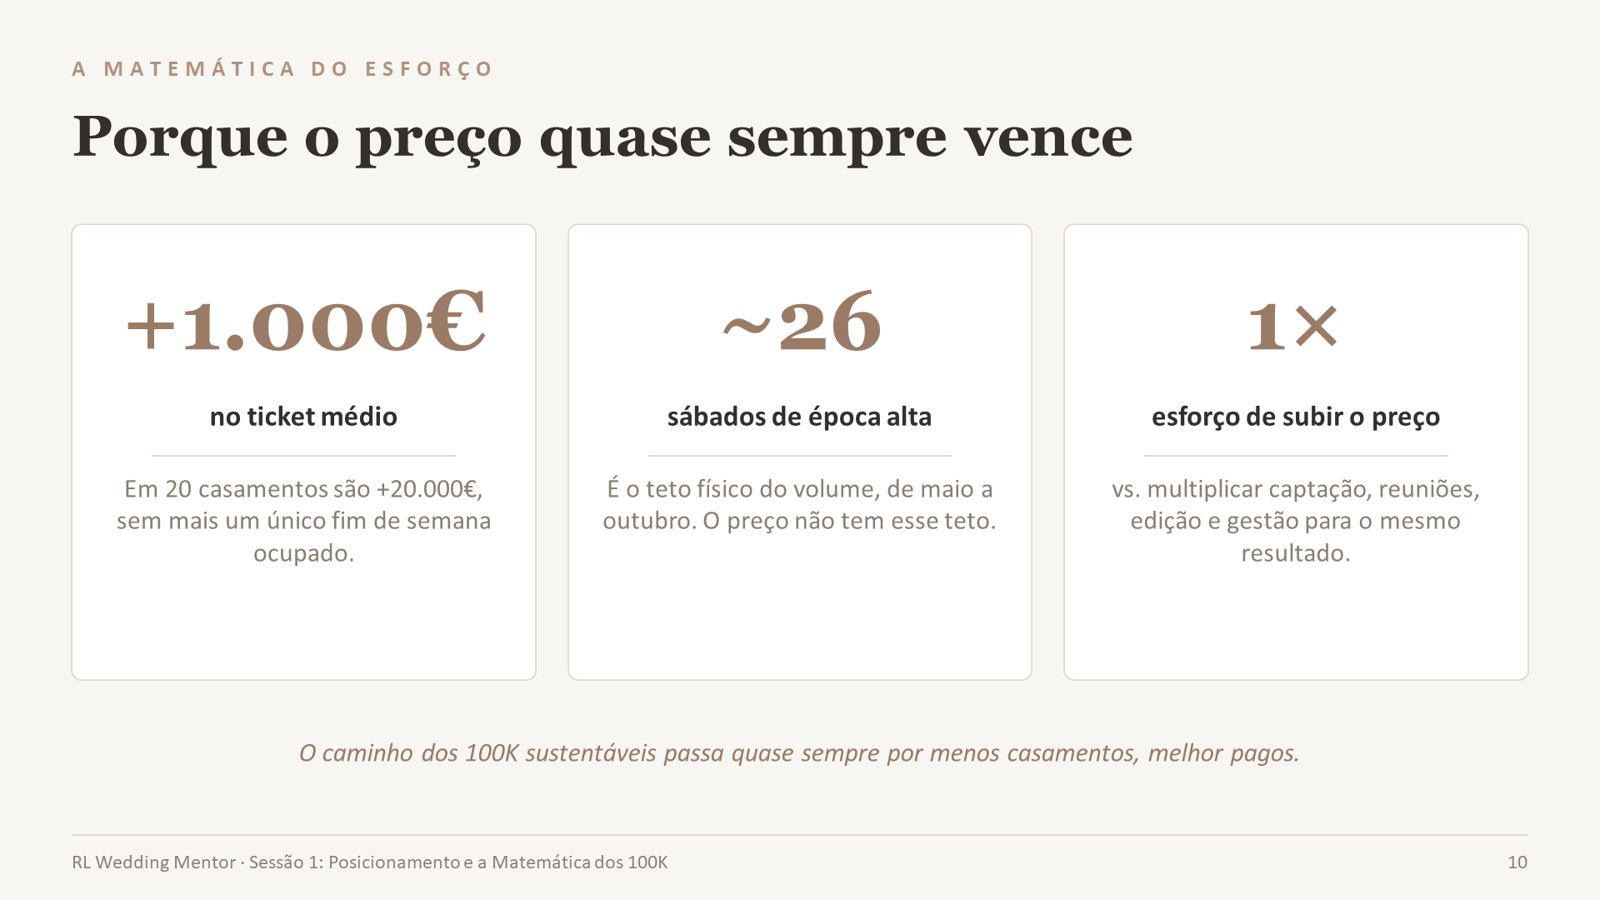 A MATEMÁTICA DO ESFORÇO
Porque o preço quase sempre vence
+1.000€
no ticket médio
Em 20 casamentos são +20.000€,
sem mais um único fim de semana
ocupado.
~26
sábados de época alta
É o teto físico do volume, de maio a
outubro. O preço não tem esse teto.
1×
esforço de subir o preço
vs. multiplicar captação, reuniões,
edição e gestão para o mesmo
resultado.
O caminho dos 100K sustentáveis passa quase sempre por menos casamentos, melhor pagos.
RL Wedding Mentor · Sessão 1: Posicionamento e a Matemática dos 100K
10